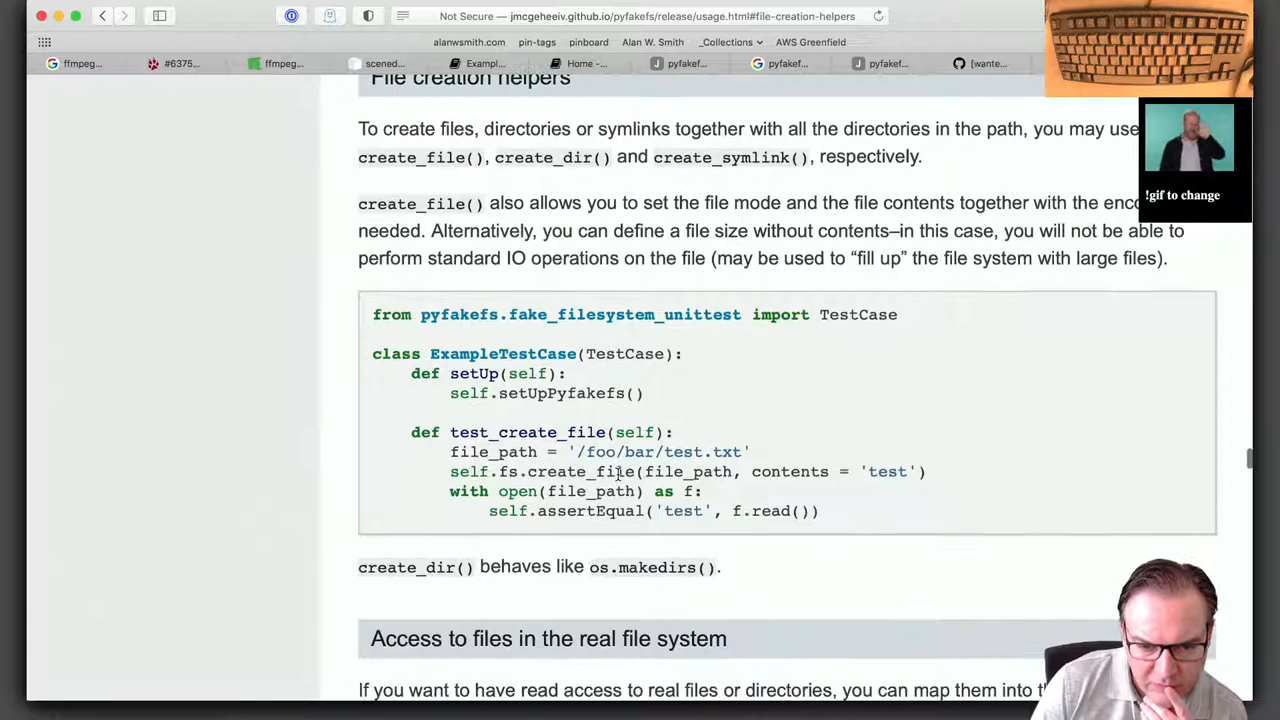 Not Secure — jmcgeheeiv.github.io/pyfakefs/release/usage.html#file-creation-helpers
alanwsmith.com pin-tags pinboard Alan W. Smith _Collections AWS Greenfield
ffmpeg... #6375... ffmpeg... scened... Exampl... Home -... pyfakef... pyfakef... pyfakef... [wante...
File creation helpers
To create files, directories or symlinks together with all the directories in the path, you may use
create_file(), create_dir() and create_symlink(), respectively.
!gif to change
create_file() also allows you to set the file mode and the file contents together with the enco
needed. Alternatively, you can define a file size without contents–in this case, you will not be able to
perform standard IO operations on the file (may be used to “fill up” the file system with large files).
from pyfakefs.fake_filesystem_unittest import TestCase
class ExampleTestCase(TestCase):
def setUp(self):
self.setUpPyfakefs()
def test_create_file(self):
file_path = '/foo/bar/test.txt'
self.fs.create_file(file_path, contents = 'test')
with open(file_path) as f:
self.assertEqual('test', f.read())
create_dir() behaves like os.makedirs().
Access to files in the real file system
If you want to have read access to real files or directories, you can map them into